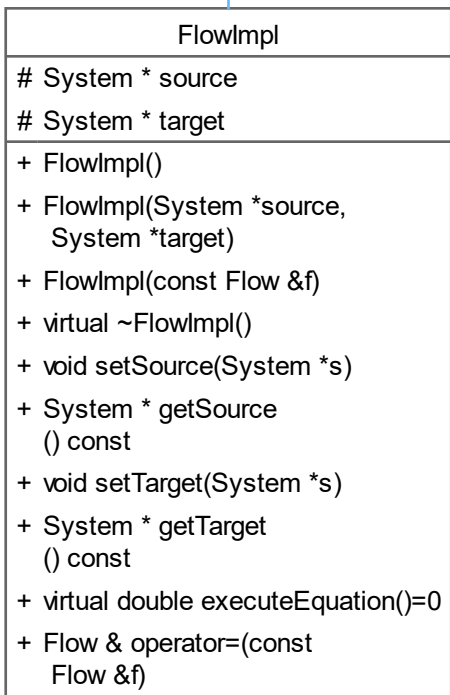 FlowImpl
# System * source
# System * target
+ FlowImpl()
+ FlowImpl(System *source,
System *target)
+ FlowImpl(const Flow &f)
+ virtual ~FlowImpl()
+ void setSource(System *s)
+ System * getSource
() const
+ void setTarget(System *s)
+ System * getTarget
() const
+ virtual double executeEquation()=0
+ Flow & operator=(const
Flow &f)